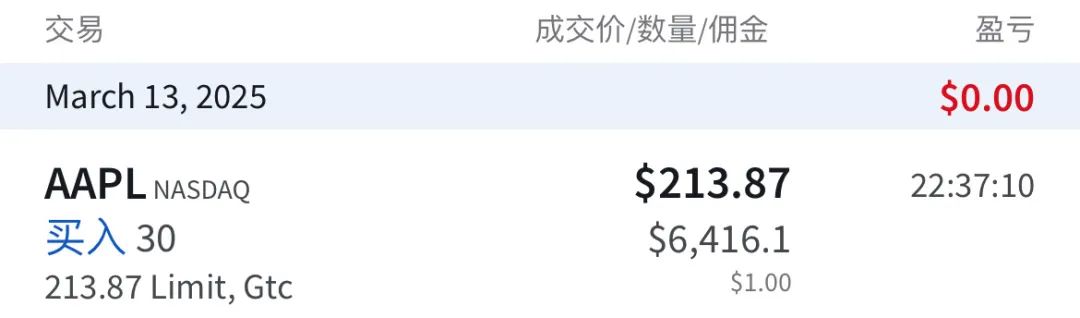 交易 成交价/数量/佣金 盈亏
March 13, 2025 $0.00
AAPL NASDAQ $213.87 22:37:10
买入 30 $6,416.1
213.87 Limit, Gtc $1.00